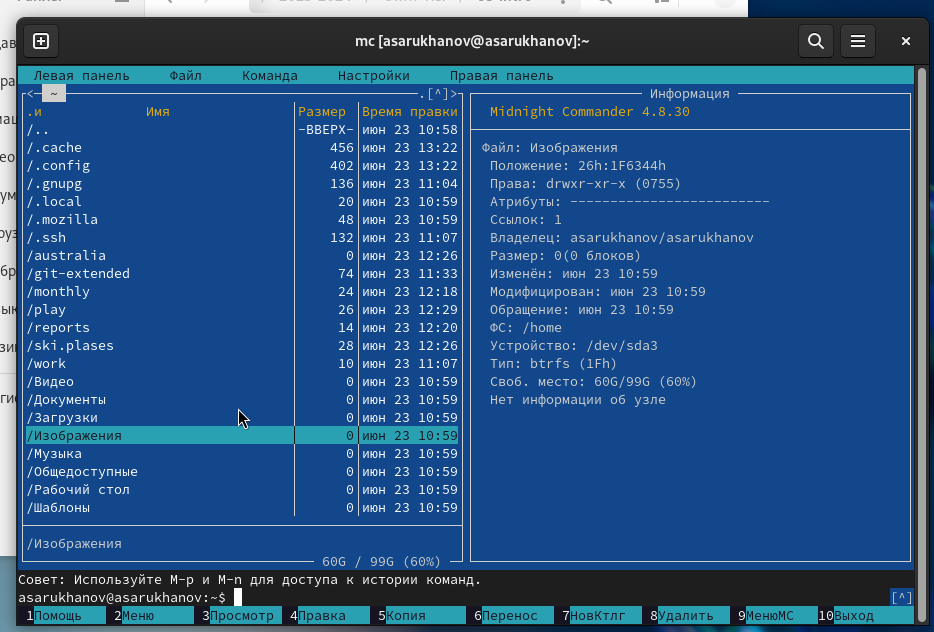 mc [asarukhanov@asarukhanov]:~
Левая панель Файл Команда Настройки Правая панель
<─ ~ .[^]>
.и Имя Размер Время правки
/.. -ВВЕРХ- июн 23 10:58
/.cache 456 июн 23 13:22
/.config 402 июн 23 13:22
/.gnupg 136 июн 23 11:04
/.local 20 июн 23 10:59
/.mozilla 48 июн 23 10:59
/.ssh 132 июн 23 11:07
/australia 0 июн 23 12:26
/git-extended 74 июн 23 11:33
/monthly 24 июн 23 12:18
/play 26 июн 23 12:29
/reports 14 июн 23 12:20
/ski.plases 28 июн 23 12:26
/work 10 июн 23 11:07
/Видео 0 июн 23 10:59
/Документы 0 июн 23 10:59
/Загрузки 0 июн 23 10:59
/Изображения 0 июн 23 10:59
/Музыка 0 июн 23 10:59
/Общедоступные 0 июн 23 10:59
/Рабочий стол 0 июн 23 10:59
/Шаблоны 0 июн 23 10:59
/Изображения
60G / 99G (60%)
Информация
Midnight Commander 4.8.30
Файл: Изображения
Положение: 26h:1F6344h
Права: drwxr-xr-x (0755)
Атрибуты: -------------------------
Ссылок: 1
Владелец: asarukhanov/asarukhanov
Размер: 0(0 блоков)
Изменён: июн 23 10:59
Модифицирован: июн 23 10:59
Обращение: июн 23 10:59
ФС: /home
Устройство: /dev/sda3
Тип: btrfs (1Fh)
Своб. место: 60G/99G (60%)
Нет информации об узле
Совет: Используйте M-p и M-n для доступа к истории команд.
asarukhanov@asarukhanov:~$ [^]
1Помощь 2Меню 3Просмотр 4Правка 5Копия 6Перенос 7НовКтлг 8Удалить 9МенюМС 10Выход